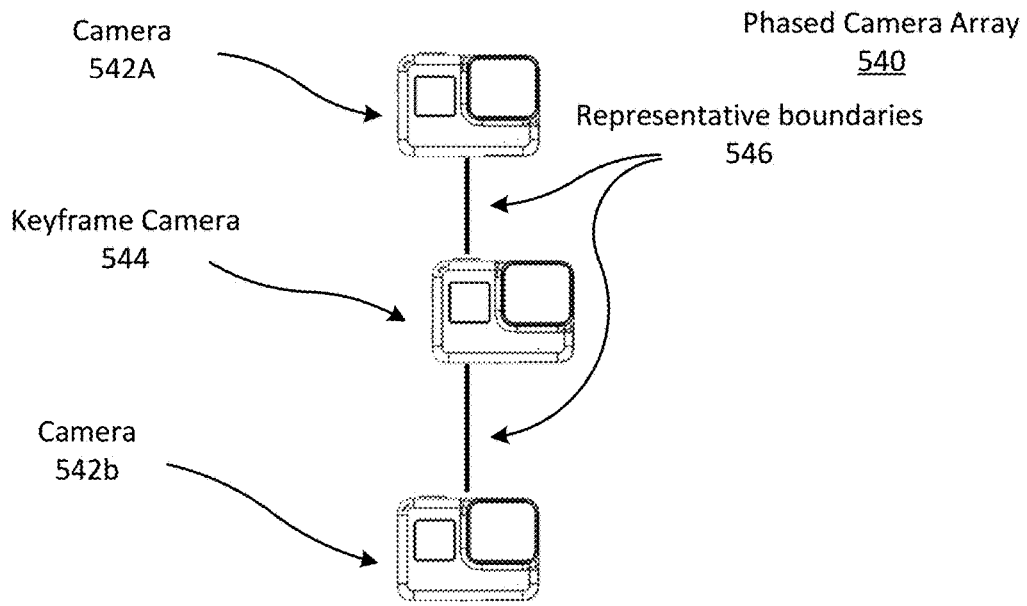 Camera
542A
Phased Camera Array
540
Representative boundaries
546
Keyframe Camera
544
Camera
542b